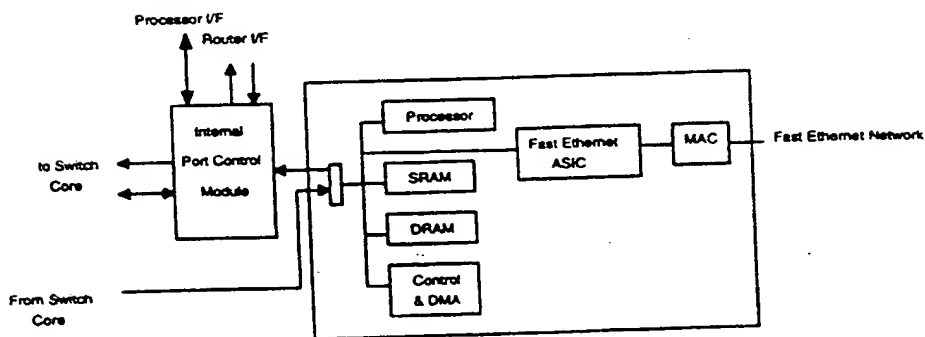 Processor I/F
Router I/F
Internal
Port Control
Module
to Switch
Core
From Switch
Core
Processor
SRAM
DRAM
Control
& DMA
Fast Ethernet
ASIC
MAC
Fast Ethernet Network